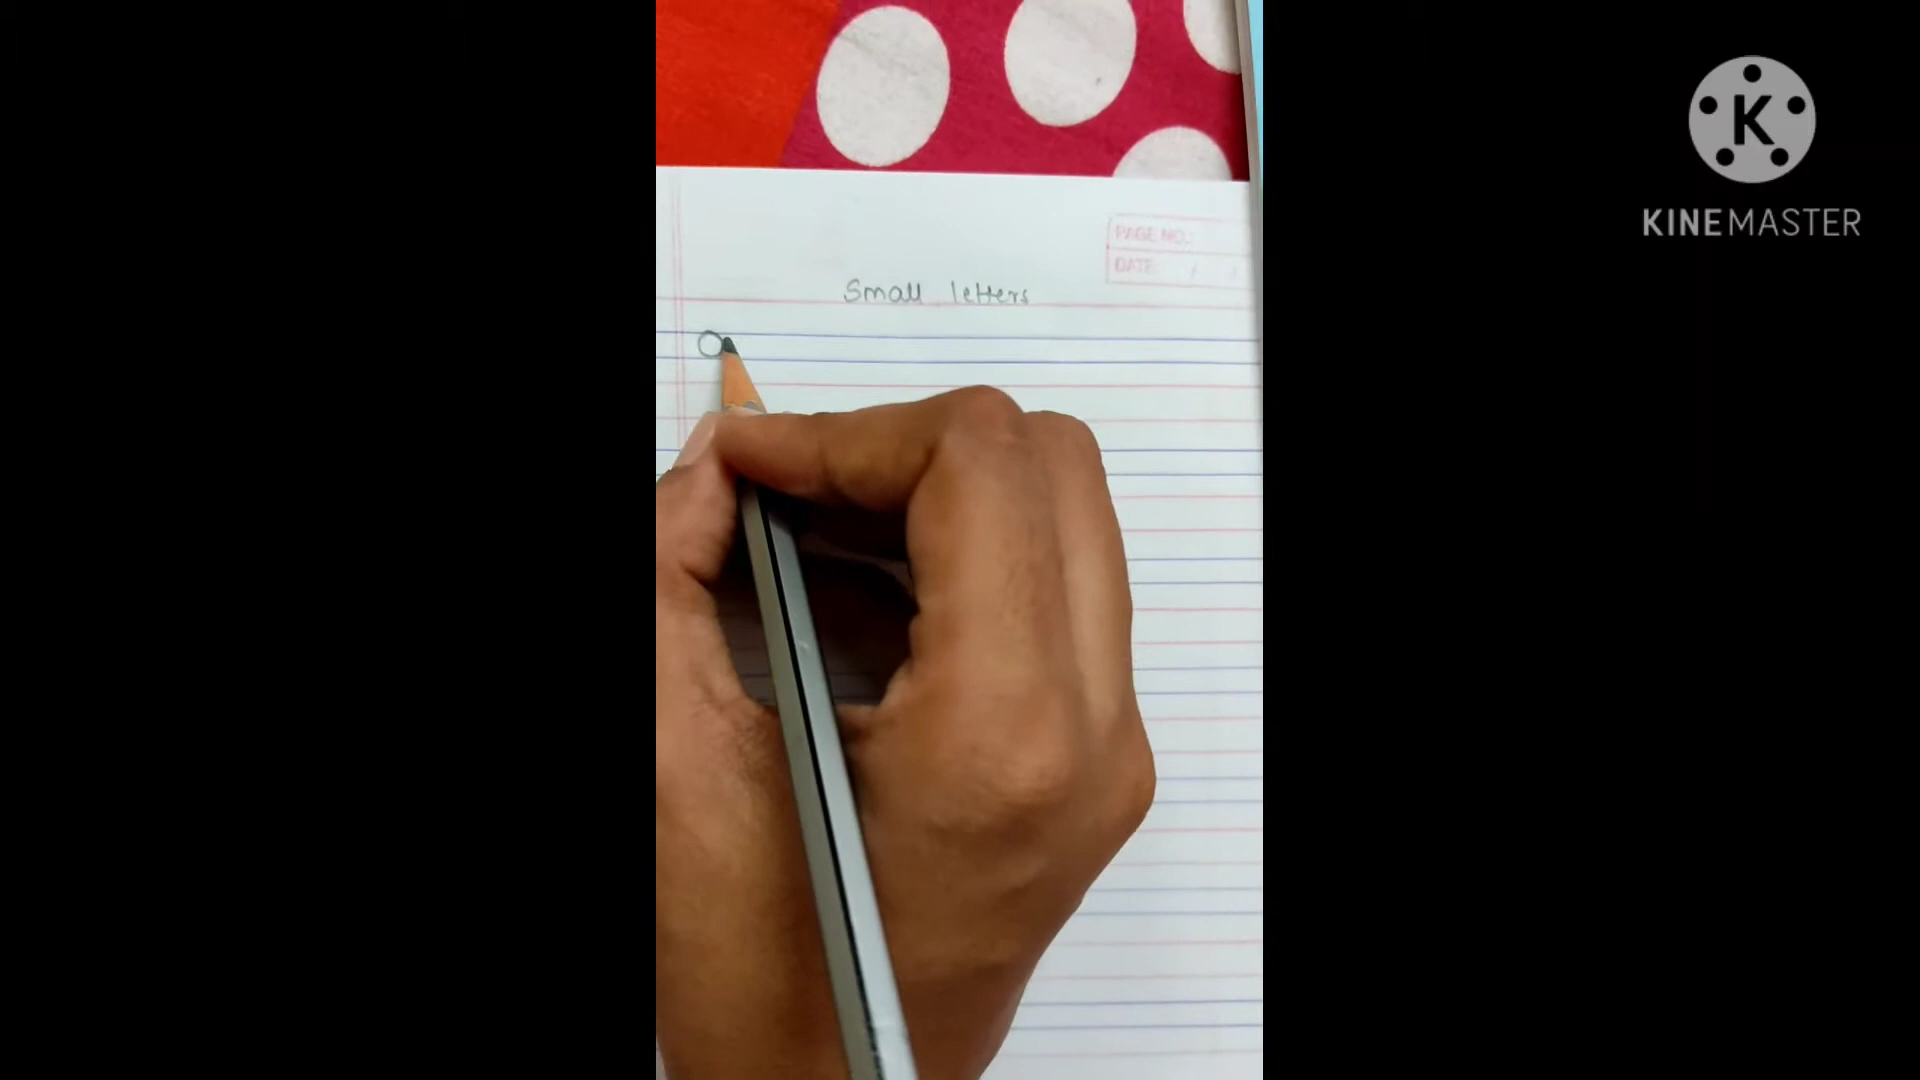 K
KINEMASTER
PAGE NO.:
DATE: / /
Small letters